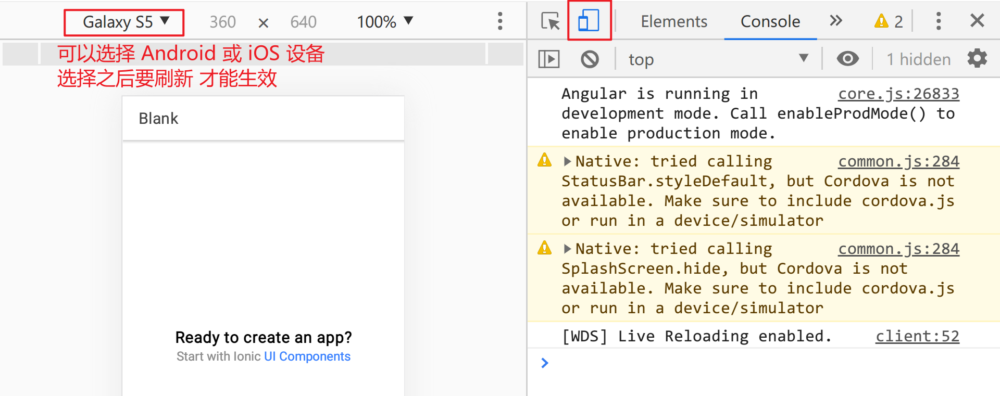 Galaxy S5 ▼ 360 × 640 100% ▼
可以选择 Android 或 iOS 设备
选择之后要刷新 才能生效
Blank
Ready to create an app?
Start with Ionic UI Components
Elements Console » 2
top ▼ 1 hidden
Angular is running in core.js:26833
development mode. Call enableProdMode() to
enable production mode.
Native: tried calling common.js:284
StatusBar.styleDefault, but Cordova is not
available. Make sure to include cordova.js
or run in a device/simulator
Native: tried calling common.js:284
SplashScreen.hide, but Cordova is not
available. Make sure to include cordova.js
or run in a device/simulator
[WDS] Live Reloading enabled. client:52